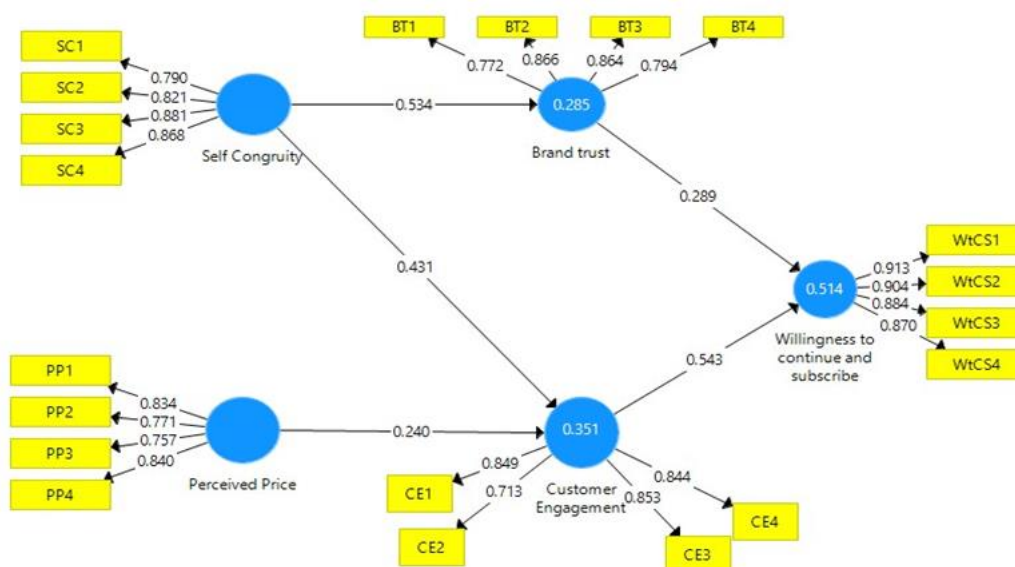 BT1
BT2
BT3
BT4
SC1
SC2
SC3
SC4
0.790
0.821
0.881
0.868
0.772
0.866
0.864
0.794
Self Congruity
0.534
0.285
Brand trust
0.289
0.431
WtCS1
WtCS2
WtCS3
WtCS4
0.913
0.904
0.884
0.870
0.514
Willingness to
continue and
subscribe
0.543
PP1
PP2
PP3
PP4
0.834
0.771
0.757
0.840
Perceived Price
0.240
0.351
Customer
Engagement
0.849
0.713
0.853
0.844
CE1
CE2
CE3
CE4